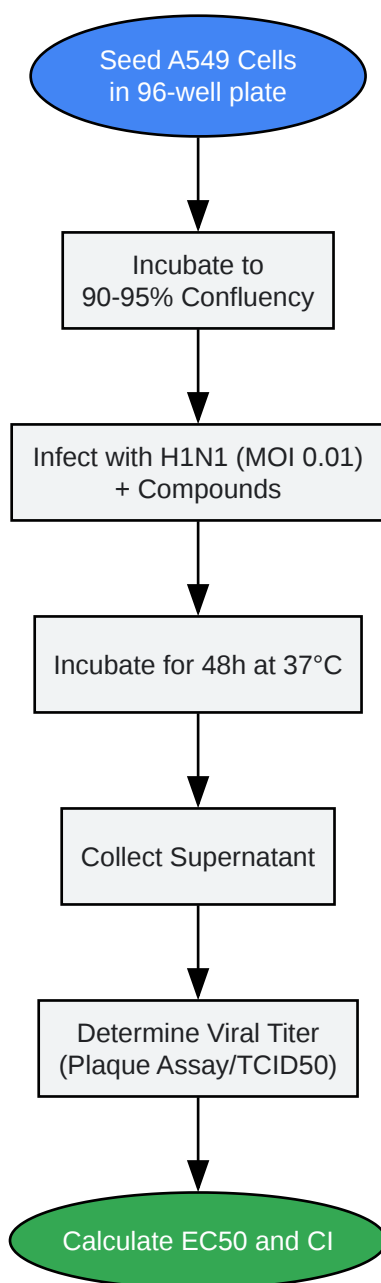 Seed A549 Cells
in 96-well plate
Incubate to
90-95% Confluency
Infect with H1N1 (MOI 0.01)
+ Compounds
Incubate for 48h at 37°C
Collect Supernatant
Determine Viral Titer
(Plaque Assay/TCID50)
Calculate EC50 and CI